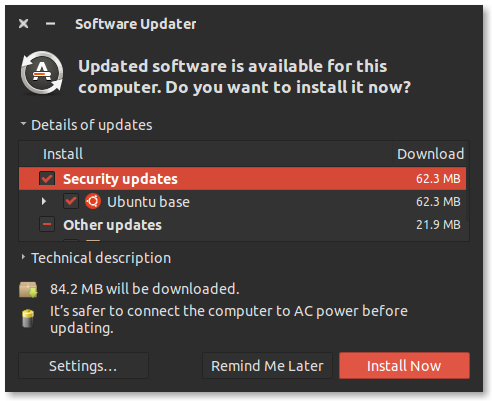 Software Updater
Updated software is available for this
computer. Do you want to install it now?
Details of updates
Install Download
Security updates 62.3 MB
Ubuntu base 62.3 MB
Other updates 21.9 MB
Technical description
84.2 MB will be downloaded.
It's safer to connect the computer to AC power before
updating.
Settings... Remind Me Later Install Now